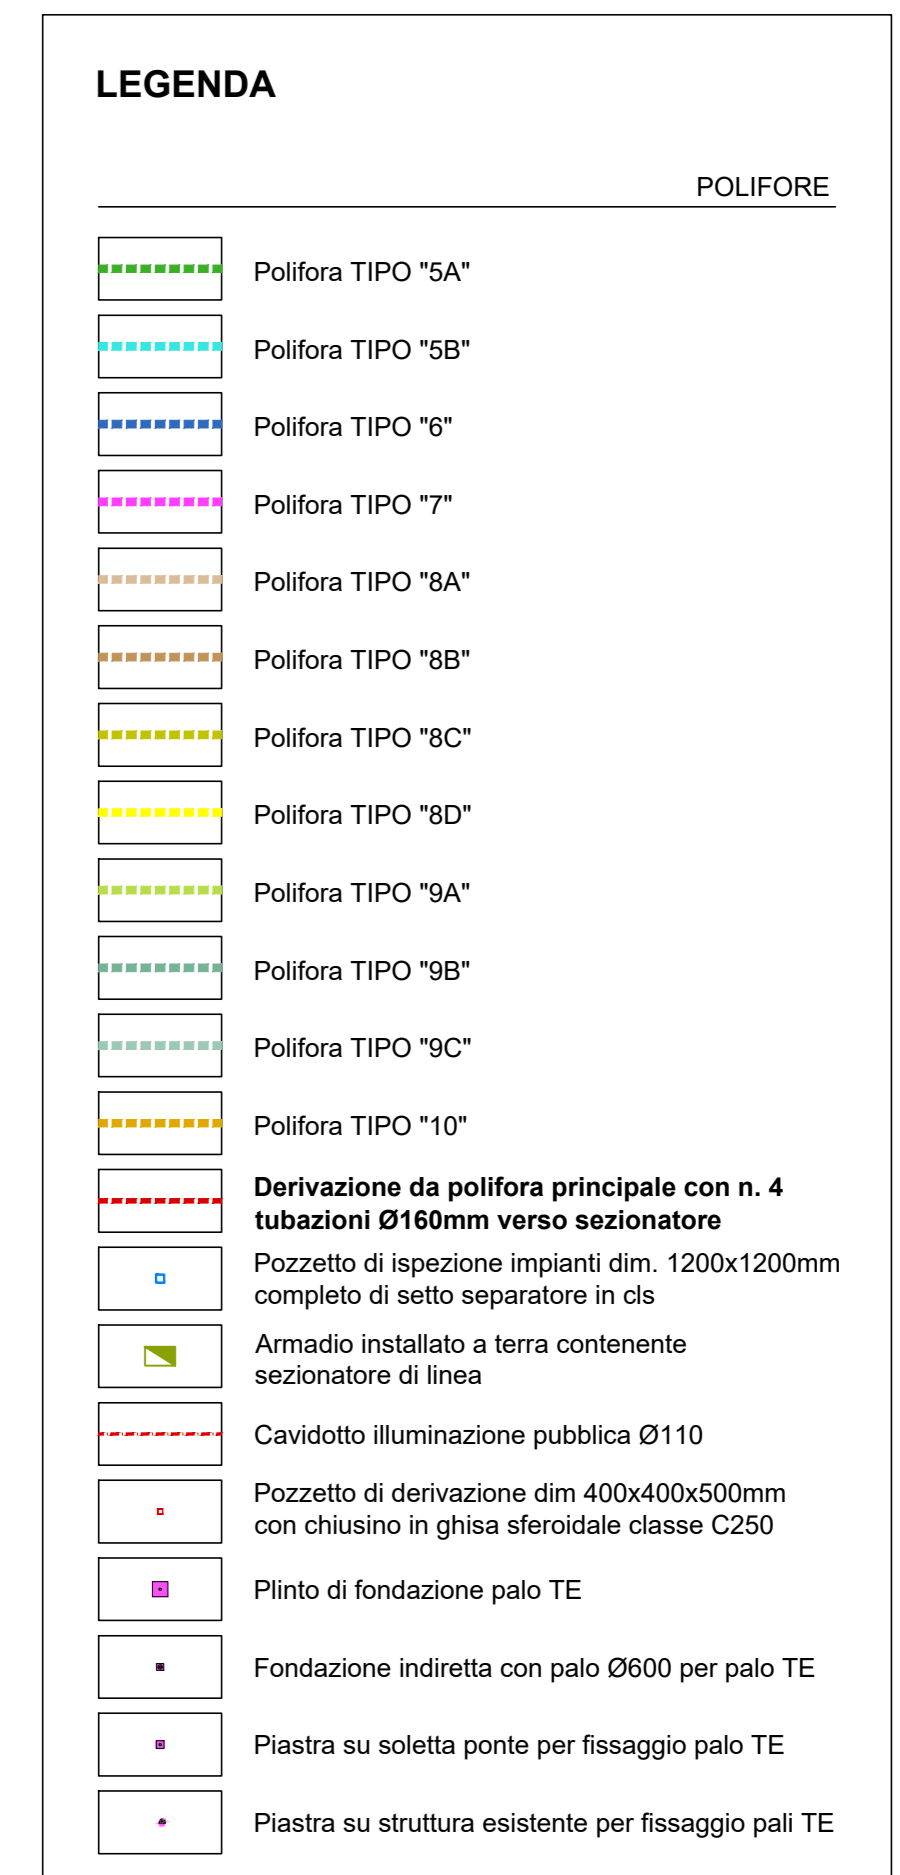 LEGENDA
POLIFORE
Polifora TIPO "5A"
Polifora TIPO "5B"
Polifora TIPO "6"
Polifora TIPO "7"
Polifora TIPO "8A"
Polifora TIPO "8B"
Polifora TIPO "8C"
Polifora TIPO "8D"
Polifora TIPO "9A"
Polifora TIPO "9B"
Polifora TIPO "9C"
Polifora TIPO "10"
Derivazione da polifora principale con n. 4
tubazioni Ø160mm verso sezionatore
Pozzetto di ispezione impianti dim. 1200x1200mm
completo di setto separatore in cls
Armadio installato a terra contenente
sezionatore di linea
Cavidotto illuminazione pubblica Ø110
Pozzetto di derivazione dim 400x400x500mm
con chiusino in ghisa sferoidale classe C250
Plinto di fondazione palo TE
Fondazione indiretta con palo Ø600 per palo TE
Piastra su soletta ponte per fissaggio palo TE
Piastra su struttura esistente per fissaggio pali TE